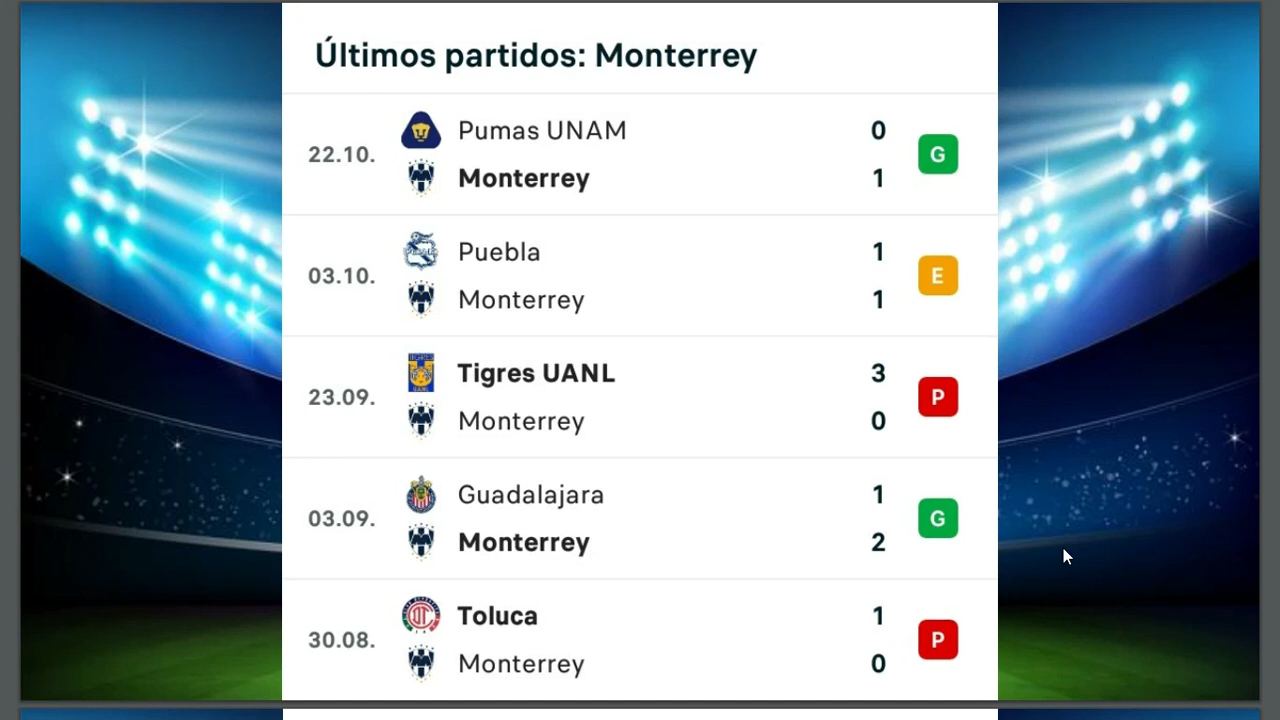 Últimos partidos: Monterrey
22.10.
Pumas UNAM 0
Monterrey 1
G
03.10.
Puebla 1
Monterrey 1
E
23.09.
Tigres UANL 3
Monterrey 0
P
03.09.
Guadalajara 1
Monterrey 2
G
30.08.
Toluca 1
Monterrey 0
P